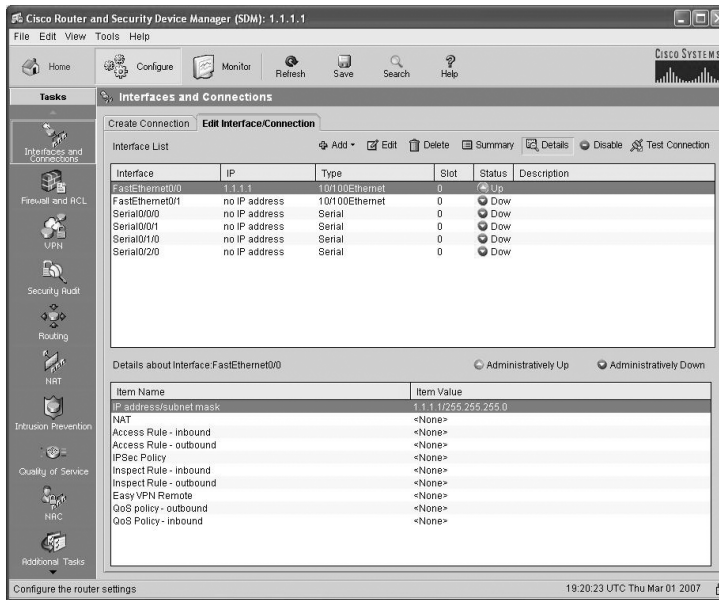 Cisco Router and Security Device Manager (SDM): 1.1.1.1
File Edit View Tools Help
Home Configure Monitor Refresh Save Search Help
CISCO SYSTEMS
Tasks
Interfaces and Connections
Interfaces and Connections
Firewall and ACL
VPN
Security Audit
Routing
NAT
Intrusion Prevention
Quality of Service
NAC
Additional Tasks
Create Connection Edit Interface/Connection
Interface List
Add Edit Delete Summary Details Disable Test Connection
Interface IP Type Slot Status Description
FastEthernet0/0 1.1.1.1 10/100Ethernet 0 Up
FastEthernet0/1 no IP address 10/100Ethernet 0 Dow
Serial0/0/0 no IP address Serial 0 Dow
Serial0/0/1 no IP address Serial 0 Dow
Serial0/1/0 no IP address Serial 0 Dow
Serial0/2/0 no IP address Serial 0 Dow
Details about Interface:FastEthernet0/0 Administratively Up Administratively Down
Item Name Item Value
IP address/subnet mask 1.1.1.1/255.255.255.0
NAT <None>
Access Rule - inbound <None>
Access Rule - outbound <None>
IPSec Policy <None>
Inspect Rule - inbound <None>
Inspect Rule - outbound <None>
Easy VPN Remote <None>
QoS policy - outbound <None>
QoS Policy - inbound <None>
Configure the router settings 19:20:23 UTC Thu Mar 01 2007